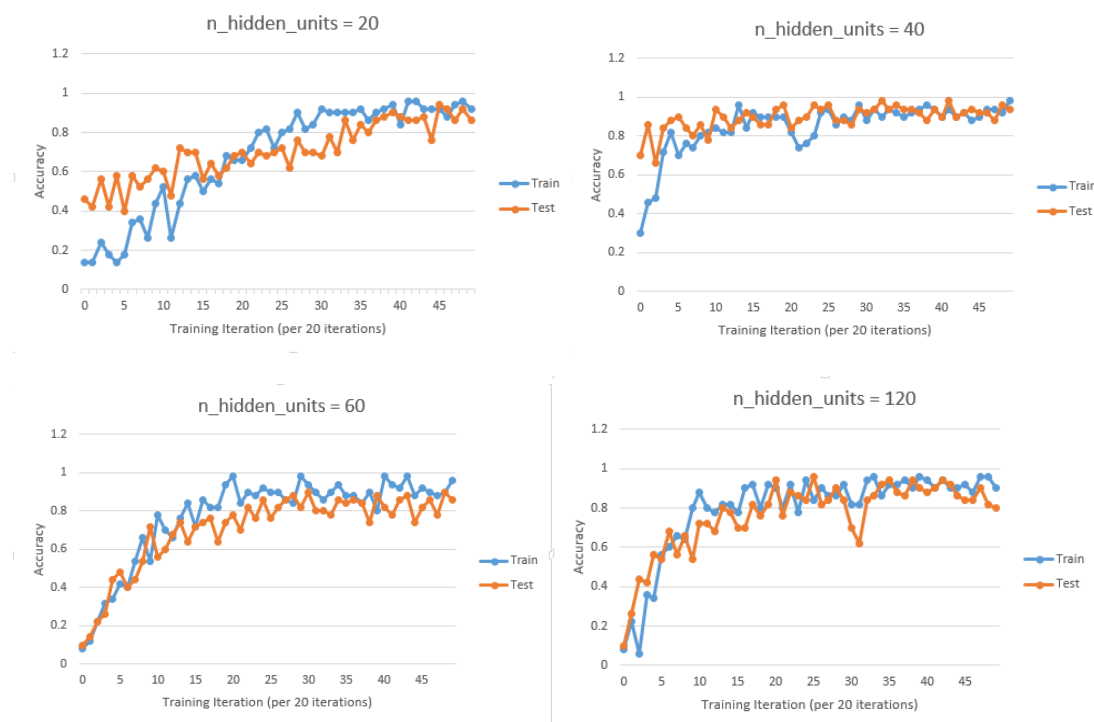 n_hidden_units = 20
1.2
1
0.8
0.6
0.4
0.2
0
Accuracy
0 5 10 15 20 25 30 35 40 45
Training Iteration (per 20 iterations)
Train
Test
n_hidden_units = 40
1.2
1
0.8
0.6
0.4
0.2
0
Accuracy
0 5 10 15 20 25 30 35 40 45
Training Iteration (per 20 iterations)
Train
Test
n_hidden_units = 60
1.2
1
0.8
0.6
0.4
0.2
0
Accuracy
0 5 10 15 20 25 30 35 40 45
Training Iteration (per 20 iterations)
Train
Test
n_hidden_units = 120
1.2
1
0.8
0.6
0.4
0.2
0
Accuracy
0 5 10 15 20 25 30 35 40 45
Training Iteration (per 20 iterations)
Train
Test